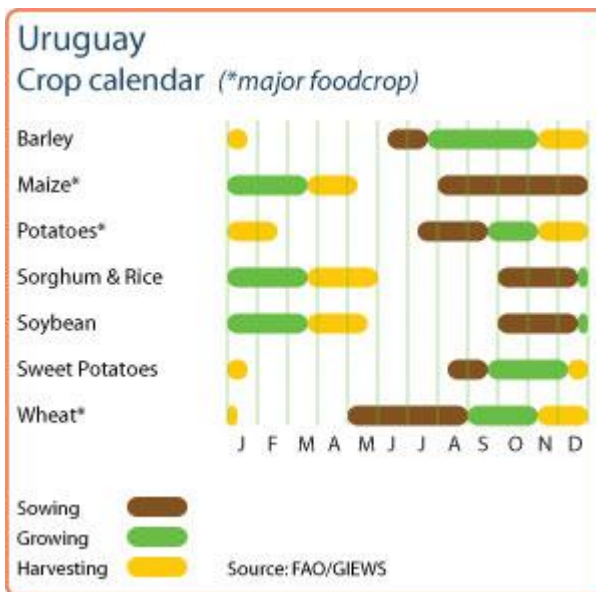 Uruguay
Crop calendar (*major foodcrop)
Barley
Maize*
Potatoes*
Sorghum & Rice
Soybean
Sweet Potatoes
Wheat*
J F M A M J J A S O N D
Sowing
Growing
Harvesting
Source: FAO/GIEWS